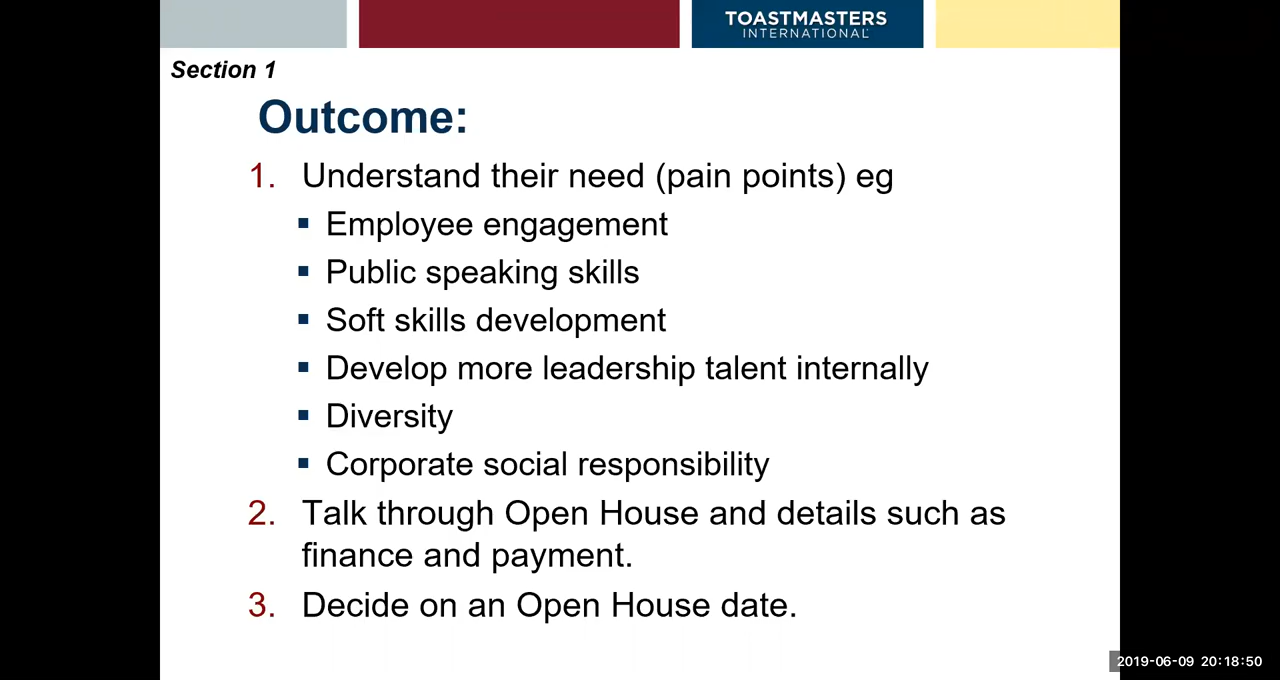 TOASTMASTERS
INTERNATIONAL
Section 1
Outcome:
1. Understand their need (pain points) eg
▪ Employee engagement
▪ Public speaking skills
▪ Soft skills development
▪ Develop more leadership talent internally
▪ Diversity
▪ Corporate social responsibility
2. Talk through Open House and details such as
finance and payment.
3. Decide on an Open House date.
2019-06-09 20:18:50